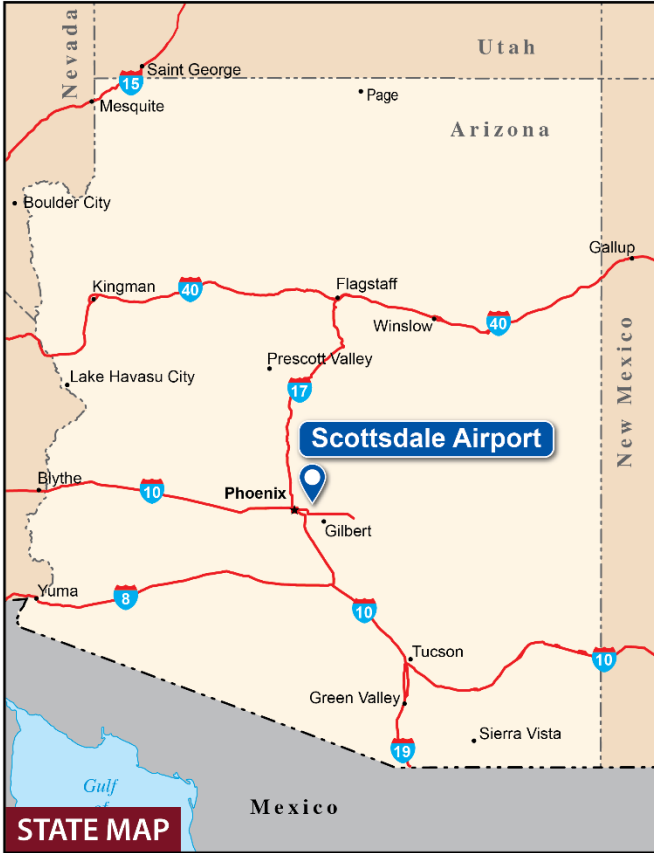 Nevada
Utah
15
Saint George
Mesquite
Page
Arizona
Boulder City
Gallup
Kingman
40
Flagstaff
Winslow
40
Prescott Valley
Lake Havasu City
17
New Mexico
Scottsdale Airport
Blythe
10
Phoenix
Gilbert
Yuma
8
10
Tucson
10
Green Valley
Sierra Vista
19
Gulf
of
Mexico
STATE MAP